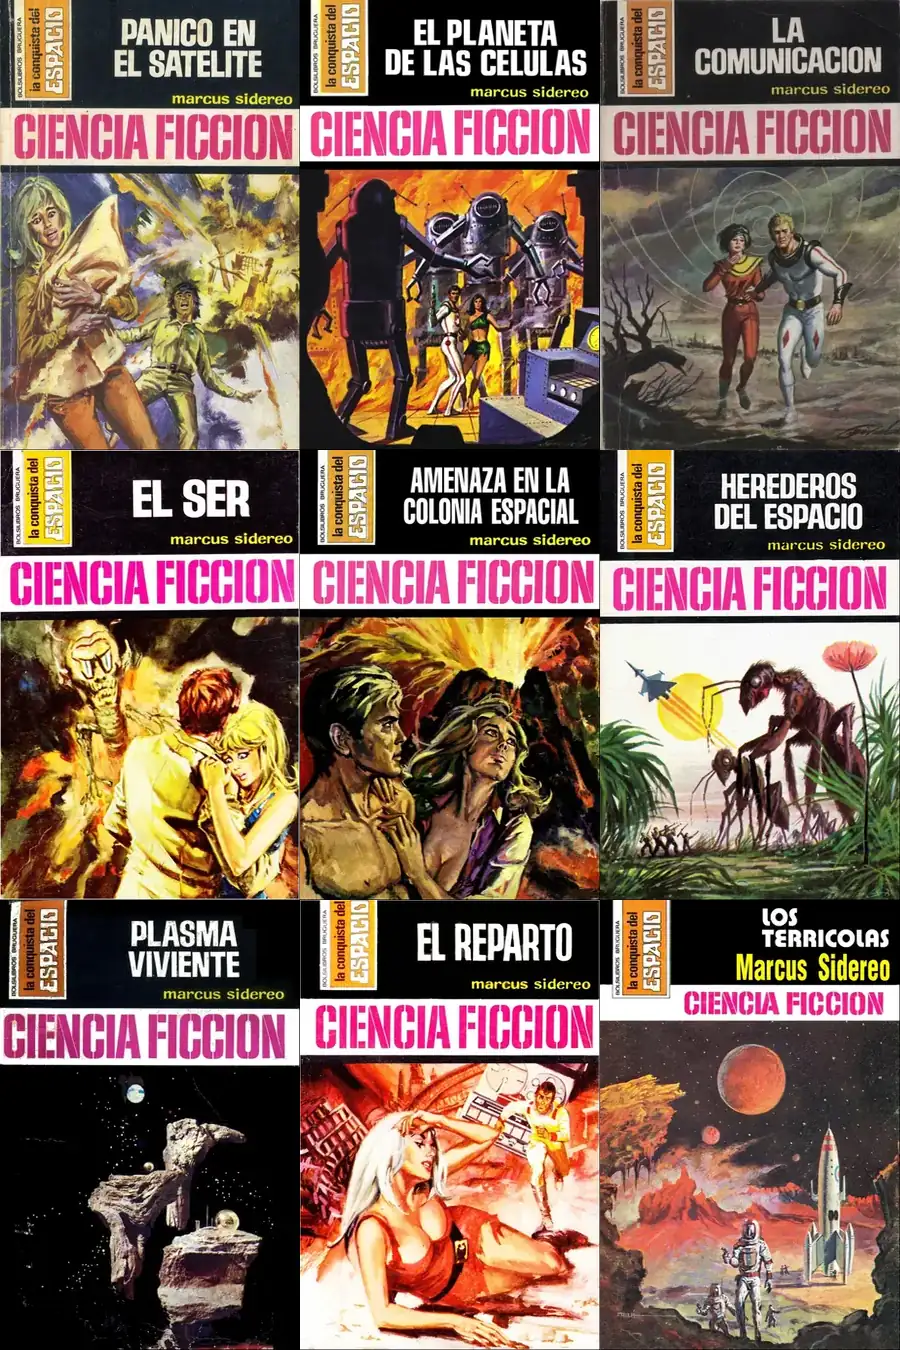 BOLSILIBROS BRUGUERA
la conquista del
ESPACIO
PANICO EN
EL SATELITE
marcus sidereo
CIENCIA FICCION
BOLSILIBROS BRUGUERA
la conquista del
ESPACIO
EL PLANETA
DE LAS CELULAS
marcus sidereo
CIENCIA FICCION
BOLSILIBROS BRUGUERA
la conquista del
ESPACIO
LA
COMUNICACION
marcus sidereo
CIENCIA FICCION
BOLSILIBROS BRUGUERA
la conquista del
ESPACIO
EL SER
marcus sidereo
CIENCIA FICCION
BOLSILIBROS BRUGUERA
la conquista del
ESPACIO
AMENAZA EN LA
COLONIA ESPACIAL
marcus sidereo
CIENCIA FICCION
BOLSILIBROS BRUGUERA
la conquista del
ESPACIO
HEREDEROS
DEL ESPACIO
marcus sidereo
CIENCIA FICCION
BOLSILIBROS BRUGUERA
la conquista del
ESPACIO
PLASMA
VIVIENTE
marcus sidereo
CIENCIA FICCION
BOLSILIBROS BRUGUERA
la conquista del
ESPACIO
EL REPARTO
marcus sidereo
CIENCIA FICCION
BOLSILIBROS BRUGUERA
la conquista del
ESPACIO
LOS
TERRICOLAS
Marcus Sidereo
CIENCIA FICCION